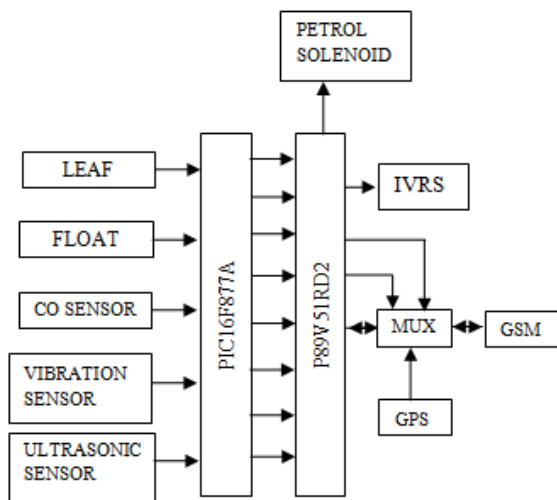 PETROL
SOLENOID
LEAF
FLOAT
CO SENSOR
VIBRATION
SENSOR
ULTRASONIC
SENSOR
PIC16F877A
P89V51RD2
IVRS
MUX
GSM
GPS